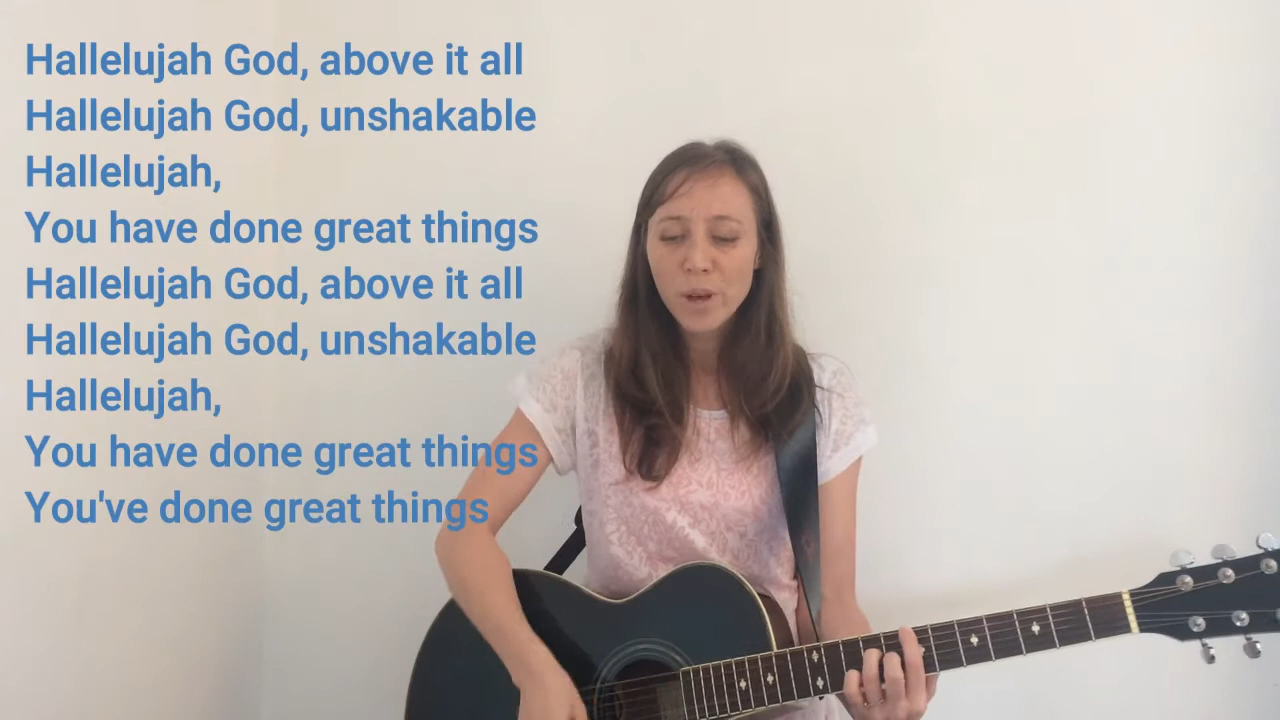 Hallelujah God, above it all
Hallelujah God, unshakable
Hallelujah,
You have done great things
Hallelujah God, above it all
Hallelujah God, unshakable
Hallelujah,
You have done great things
You've done great things